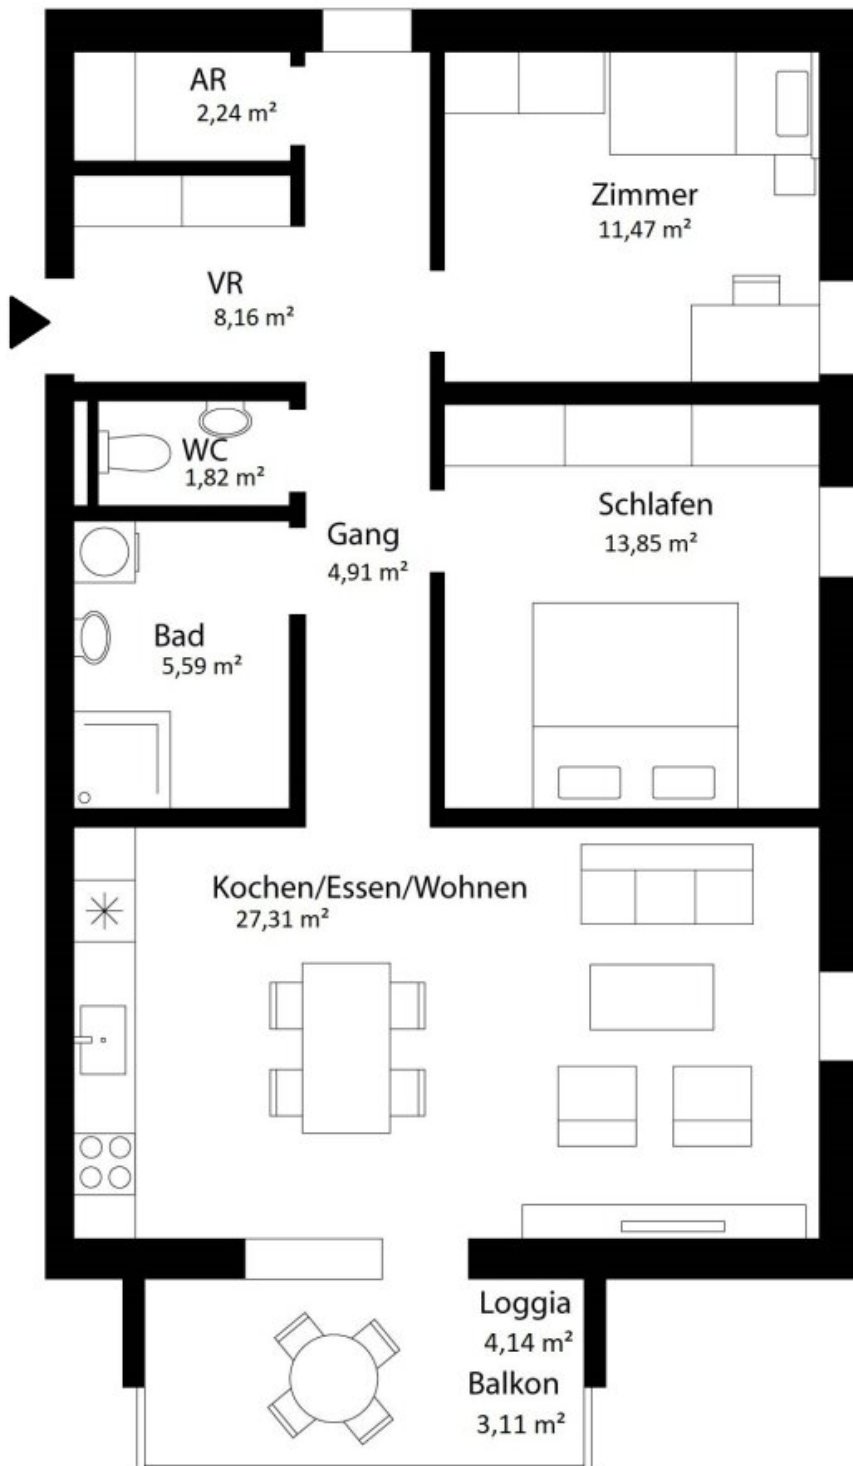 AR
2,24 m²
Zimmer
11,47 m²
VR
8,16 m²
WC
1,82 m²
Schlafen
13,85 m²
Gang
4,91 m²
Bad
5,59 m²
Kochen/Essen/Wohnen
27,31 m²
Loggia
4,14 m²
Balkon
3,11 m²